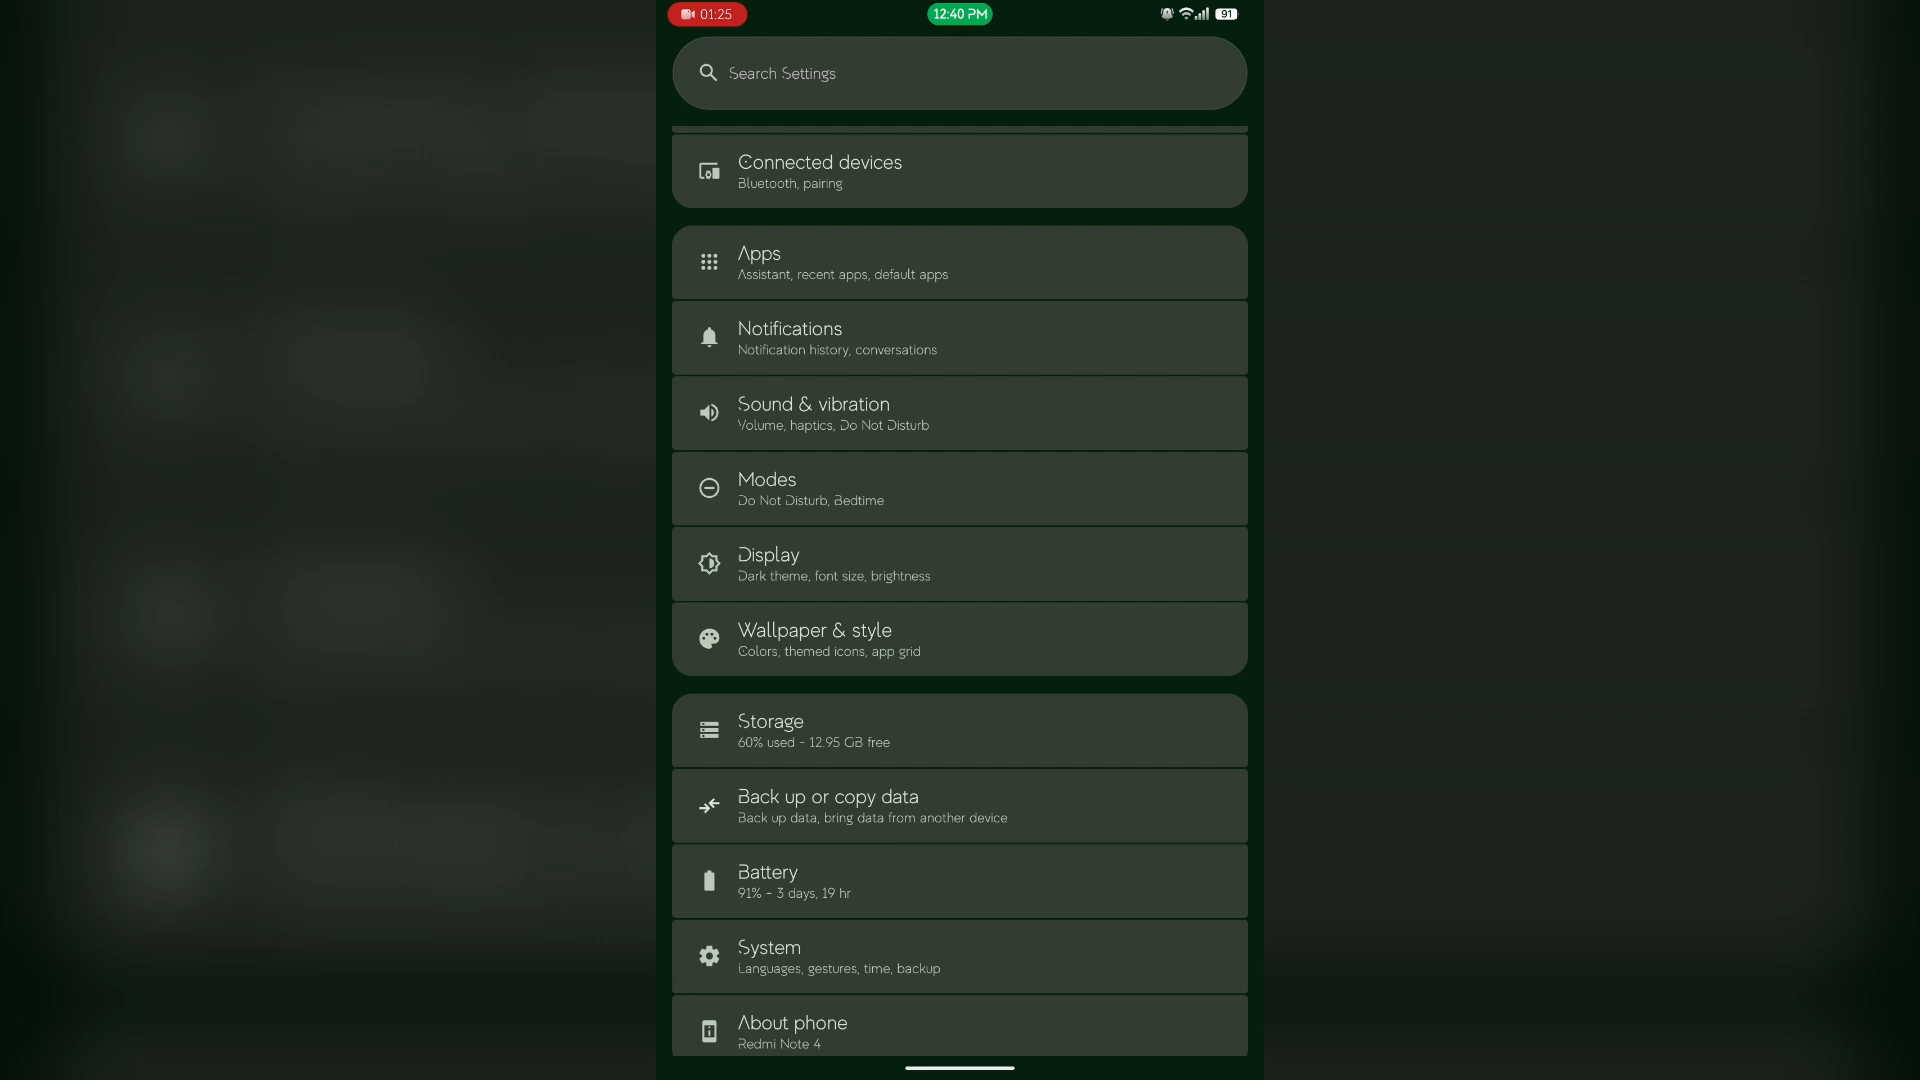 01:25
12:40 PM
91
Search Settings
Connected devices
Bluetooth, pairing
Apps
Assistant, recent apps, default apps
Notifications
Notification history, conversations
Sound & vibration
Volume, haptics, Do Not Disturb
Modes
Do Not Disturb, Bedtime
Display
Dark theme, font size, brightness
Wallpaper & style
Colors, themed icons, app grid
Storage
60% used - 12.95 GB free
Back up or copy data
Back up data, bring data from another device
Battery
91% - 3 days, 19 hr
System
Languages, gestures, time, backup
About phone
Redmi Note 4